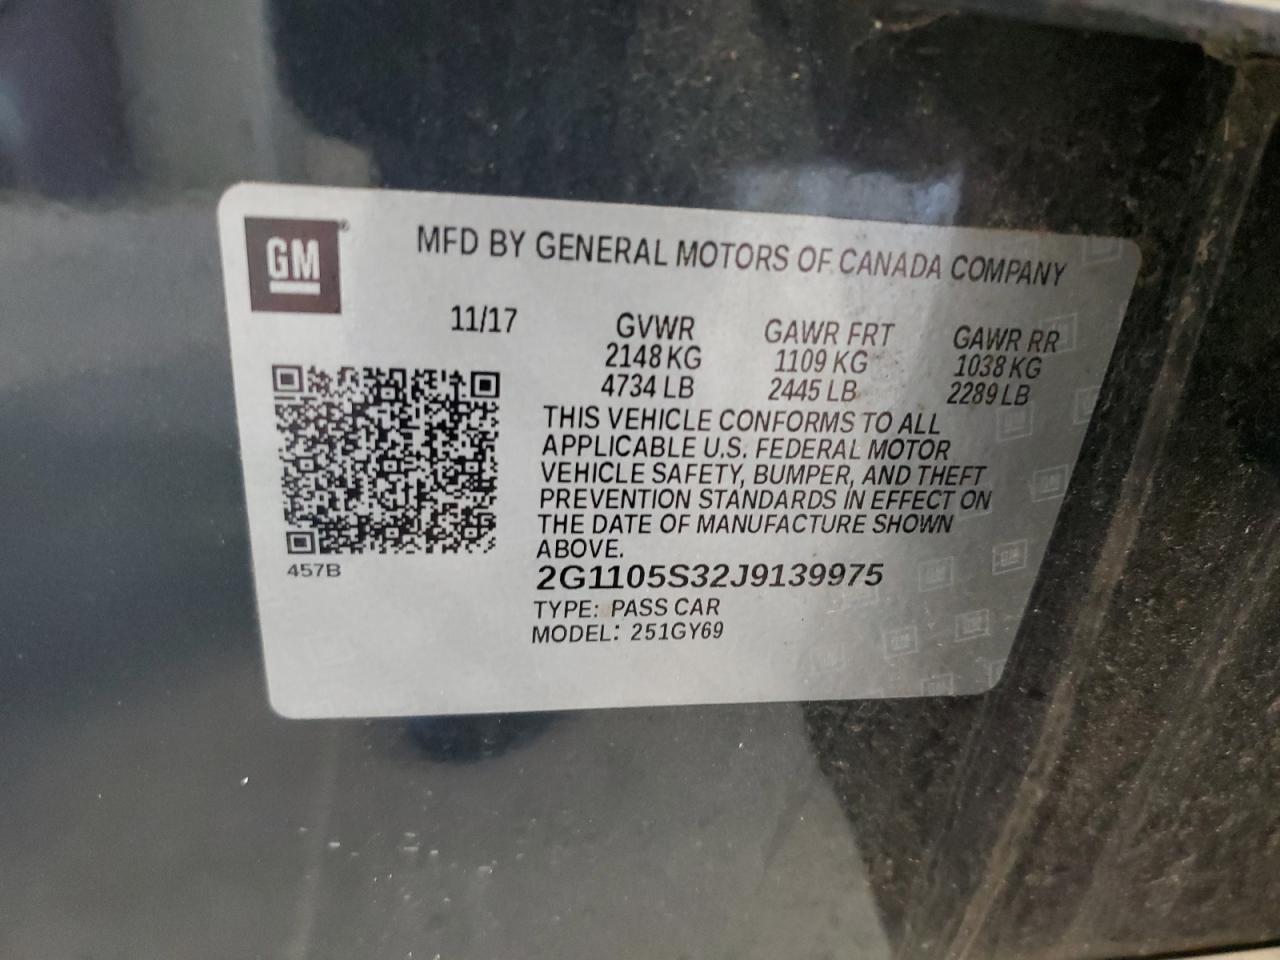 GM®
MFD BY GENERAL MOTORS OF CANADA COMPANY
11/17
GVWR
2148 KG
4734 LB
GAWR FRT
1109 KG
2445 LB
GAWR RR
1038 KG
2289 LB
THIS VEHICLE CONFORMS TO ALL
APPLICABLE U.S. FEDERAL MOTOR
VEHICLE SAFETY, BUMPER, AND THEFT
PREVENTION STANDARDS IN EFFECT ON
THE DATE OF MANUFACTURE SHOWN
ABOVE.
457B
2G1105S32J9139975
TYPE: PASS CAR
MODEL: 251GY69